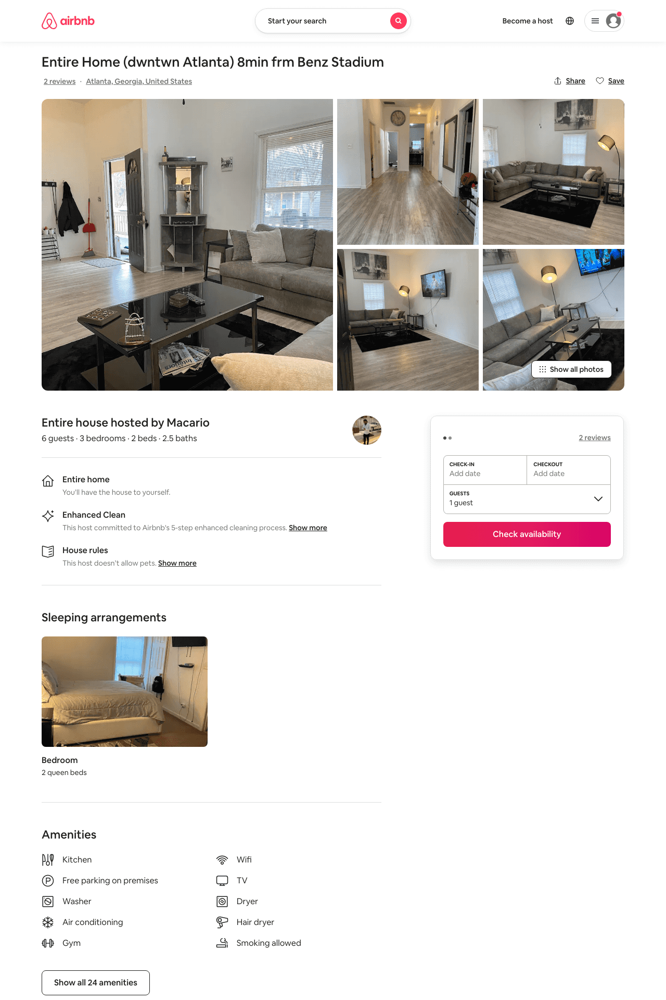 airbnb
Start your search
Become a host
Entire Home (dwntwn Atlanta) 8min frm Benz Stadium
2 reviews · Atlanta, Georgia, United States
Share
Save
Interiors
OZARK
Show all photos
Entire house hosted by Macario
6 guests · 3 bedrooms · 2 beds · 2.5 baths
2 reviews
CHECK-IN
Add date
CHECKOUT
Add date
GUESTS
1 guest
Check availability
Entire home
You’ll have the house to yourself.
Enhanced Clean
This host committed to Airbnb's 5-step enhanced cleaning process. Show more
House rules
This host doesn’t allow pets. Show more
Sleeping arrangements
Bedroom
2 queen beds
Amenities
Kitchen
Wifi
Free parking on premises
TV
Washer
Dryer
Air conditioning
Hair dryer
Gym
Smoking allowed
Show all 24 amenities